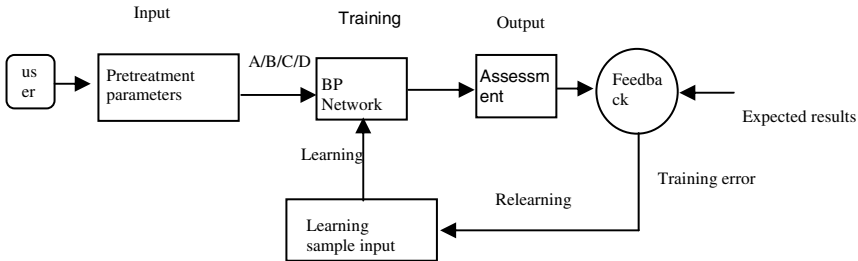 Input
Training
Output
us
er
Pretreatment
parameters
A/B/C/D
BP
Network
Assessm
ent
Feedba
ck
Expected results
Learning
Training error
Relearning
Learning
sample input